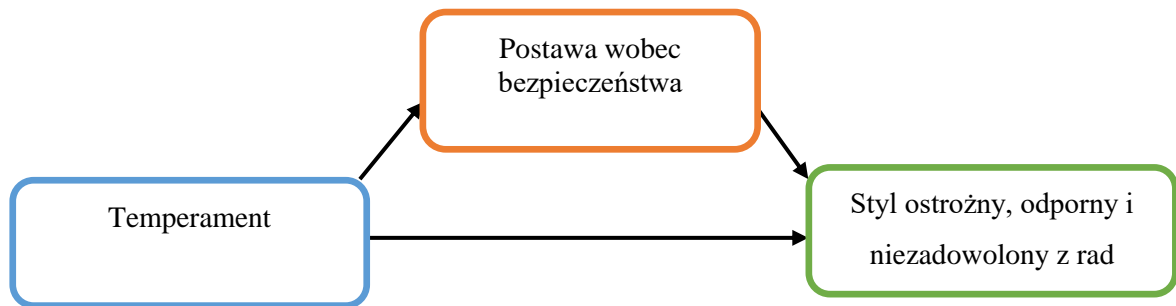 Postawa wobec
bezpieczeństwa
Temperament
Styl ostrożny, odporny i
niezadowolony z rad